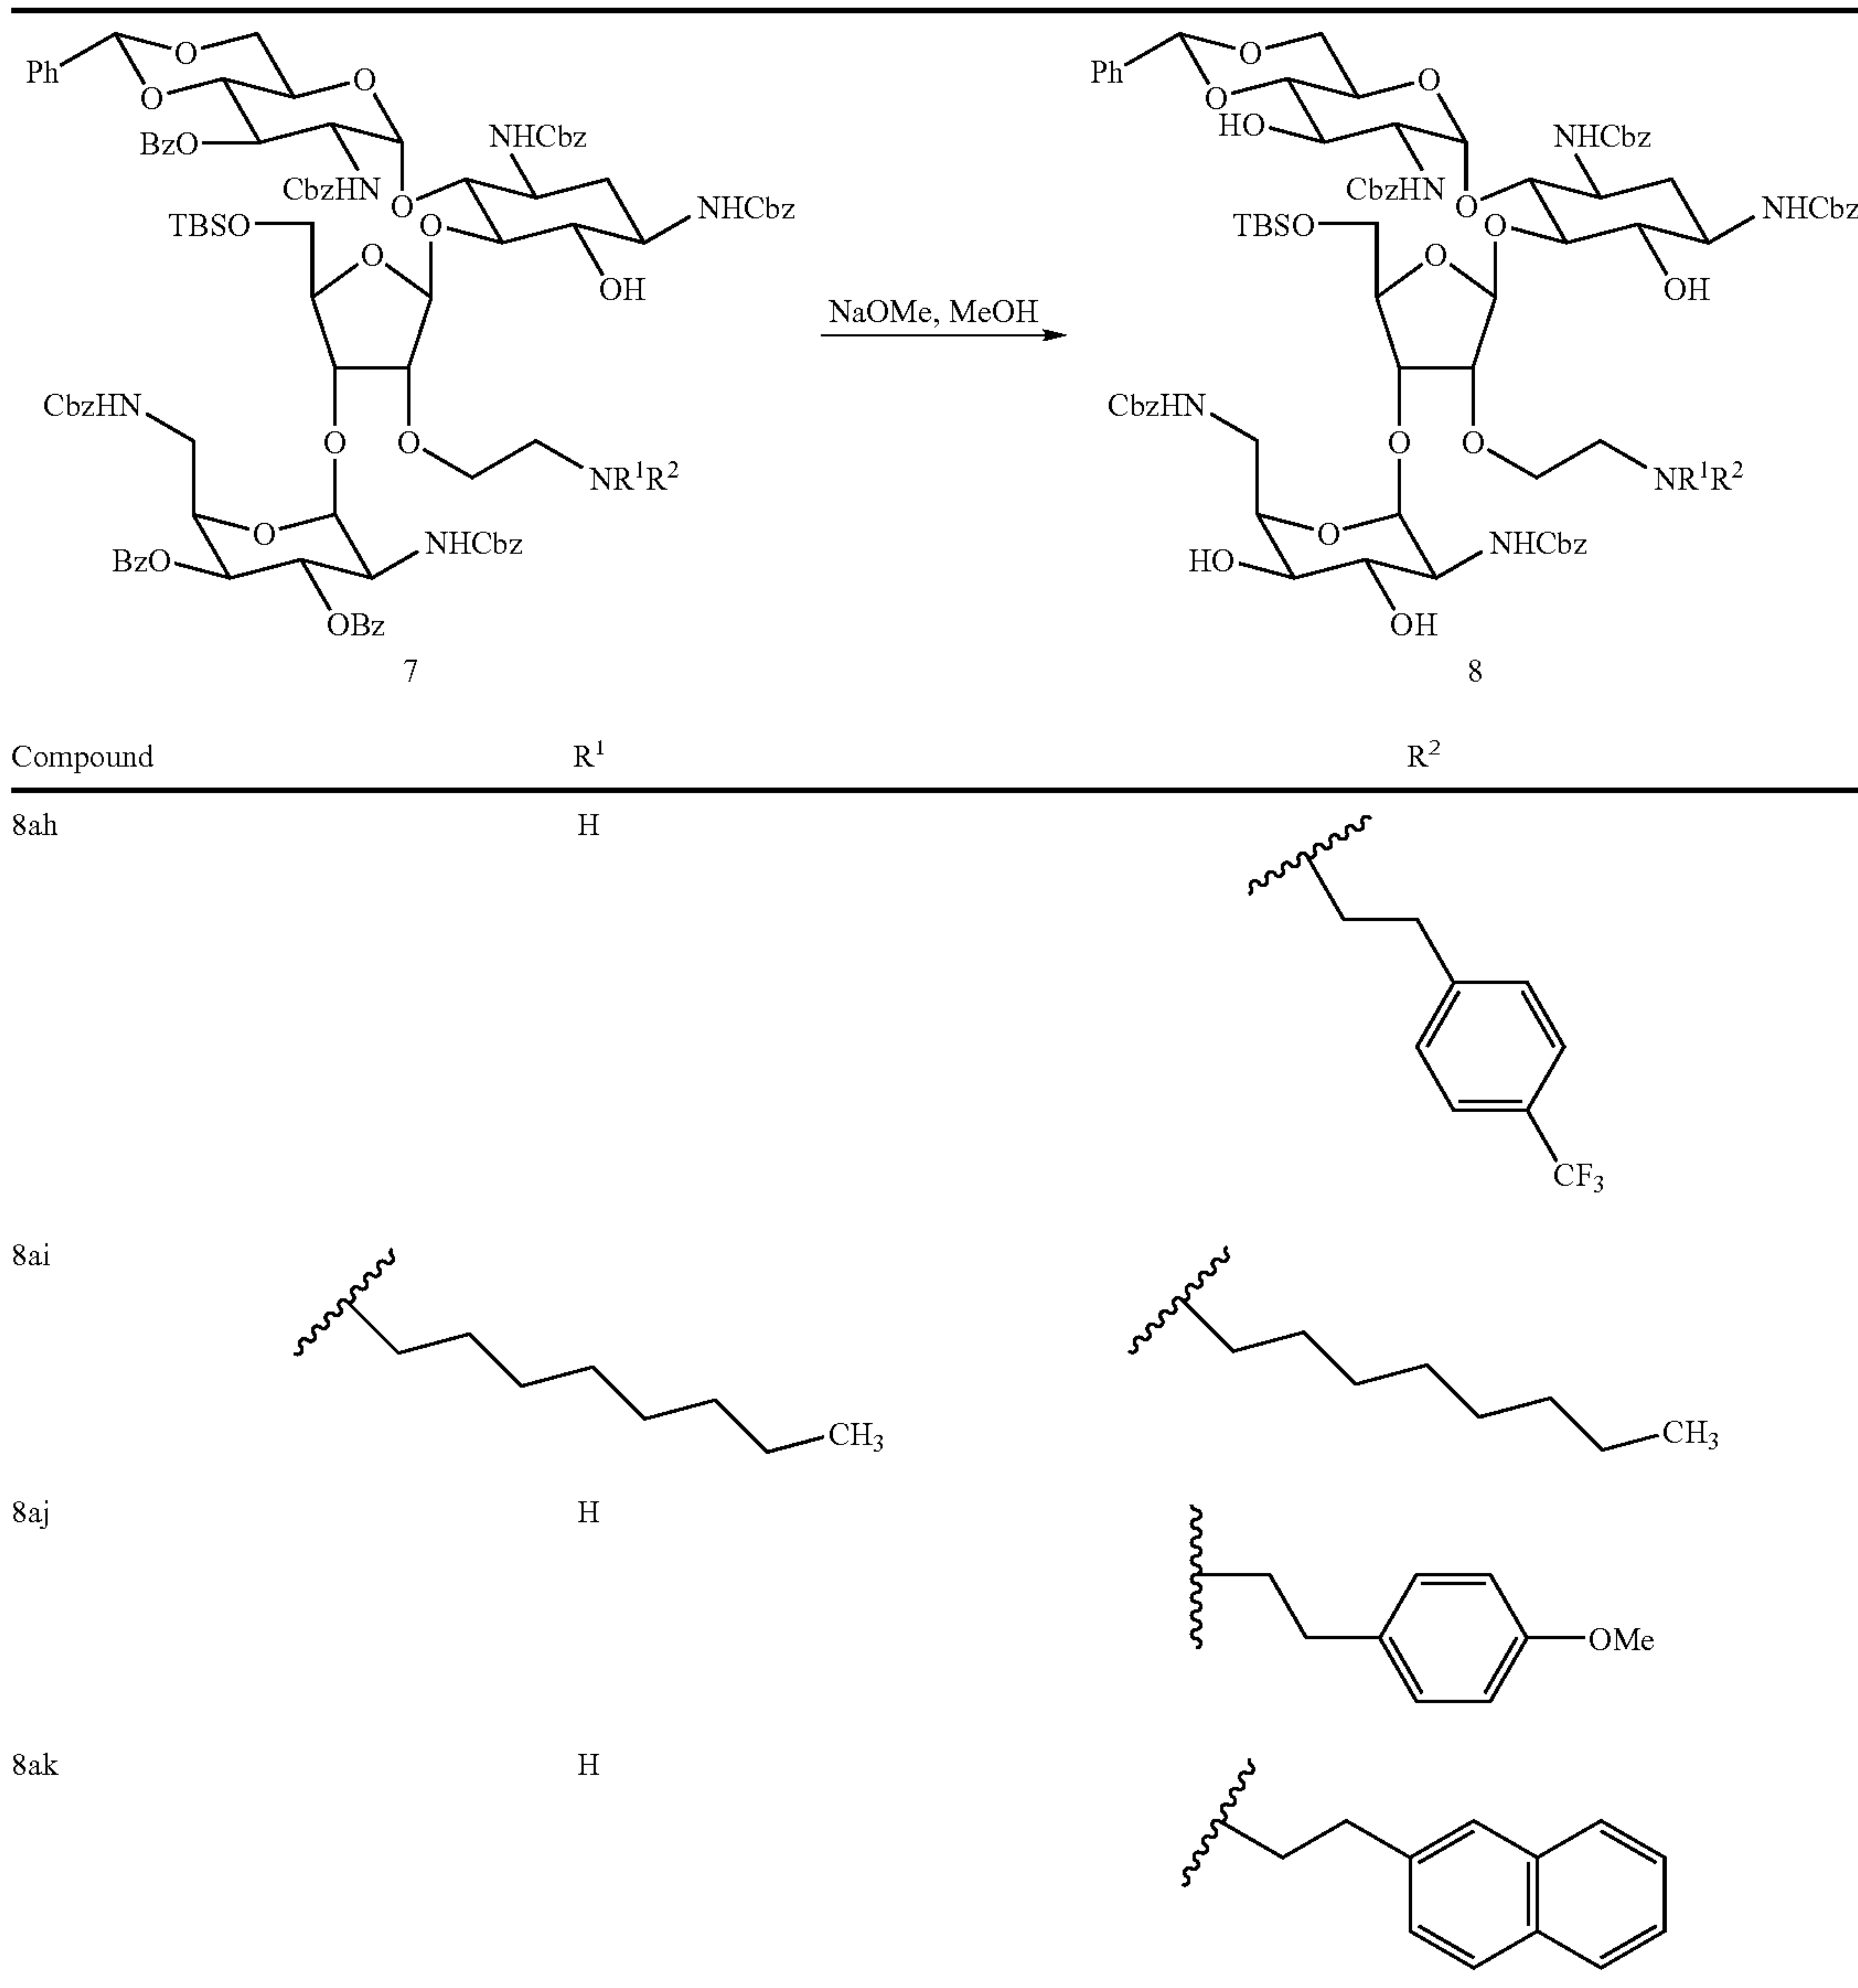 Ph O O O Ph O O O
BzO NHCbz HO NHCbz
CbzHN O O NHCbz CbzHN O O NHCbz
TBSO O OH TBSO O OH
NaOMe, MeOH
CbzHN O O NR¹R² CbzHN O O NR¹R²
O NHCbz O NHCbz
BzO OBz HO OH
7 8
Compound R¹ R²
8ah H
CF₃
8ai
CH₃ CH₃
8aj H
OMe
8ak H